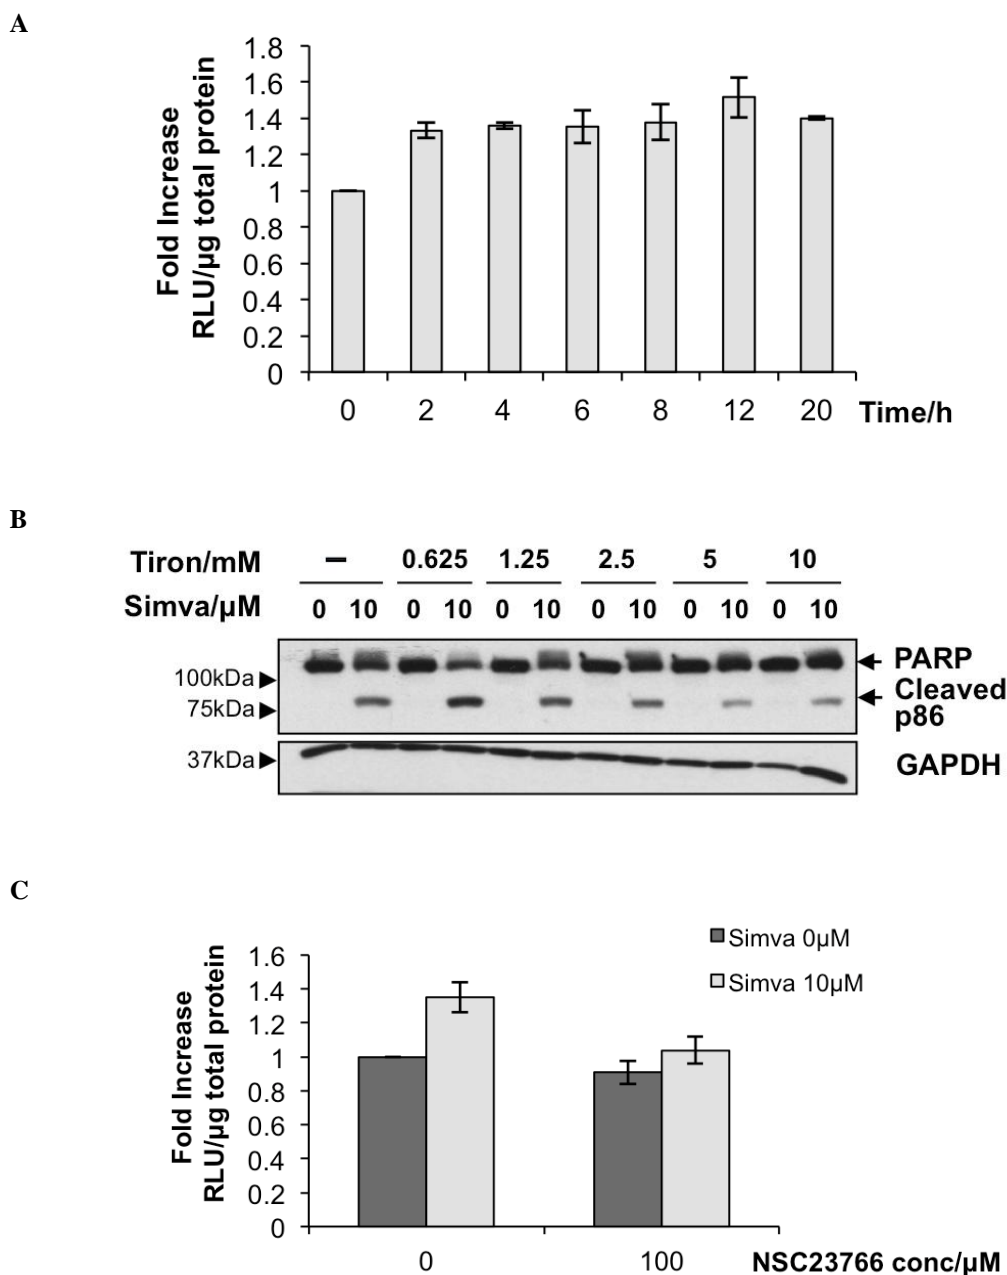 A
1.8
1.6
1.4
1.2
1
0.8
0.6
0.4
0.2
0
Fold Increase
RLU/µg total protein
0 2 4 6 8 12 20 Time/h
B
Tiron/mM – 0.625 1.25 2.5 5 10
Simva/µM 0 10 0 10 0 10 0 10 0 10 0 10
100kDa
75kDa
PARP
Cleaved
p86
37kDa
GAPDH
C
Simva 0µM
Simva 10µM
1.6
1.4
1.2
1
0.8
0.6
0.4
0.2
0
Fold Increase
RLU/µg total protein
0 100 NSC23766 conc/µM